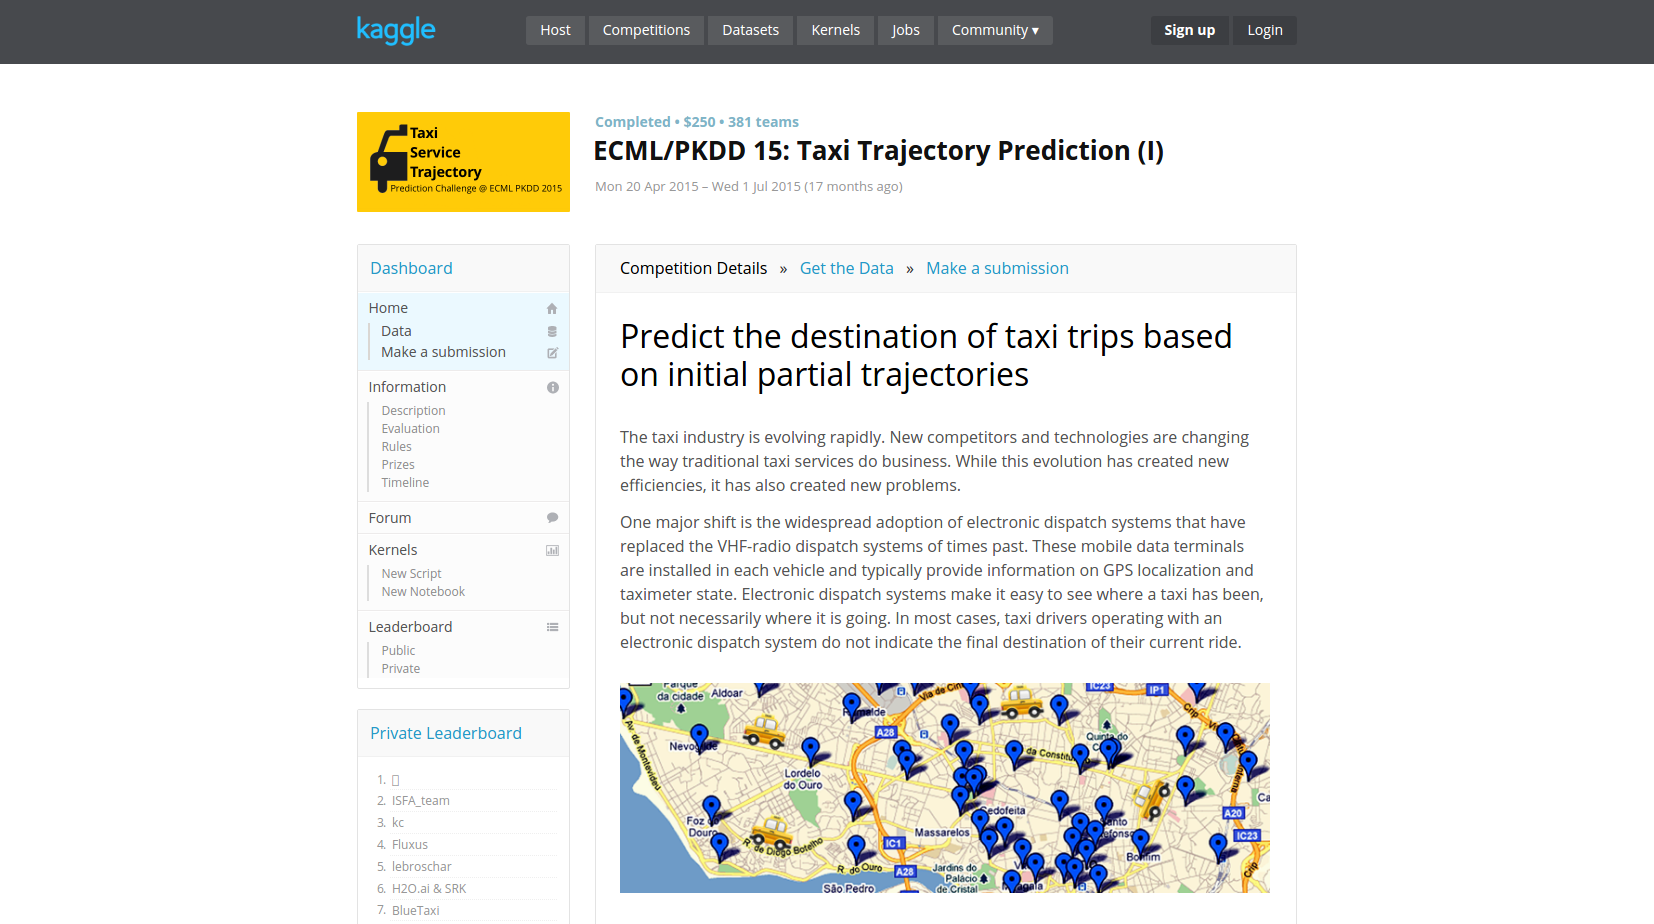 kaggle
Host
Competitions
Datasets
Kernels
Jobs
Community ▾
Sign up
Login
Taxi
Service
Trajectory
Prediction Challenge @ ECML PKDD 2015
Completed • $250 • 381 teams
ECML/PKDD 15: Taxi Trajectory Prediction (I)
Mon 20 Apr 2015 – Wed 1 Jul 2015 (17 months ago)
Dashboard
Home
Data
Make a submission
Information
Description
Evaluation
Rules
Prizes
Timeline
Forum
Kernels
New Script
New Notebook
Leaderboard
Public
Private
Private Leaderboard
1.
2. ISFA_team
3. kc
4. Fluxus
5. lebroschar
6. H2O.ai & SRK
7. BlueTaxi
Competition Details » Get the Data » Make a submission
Predict the destination of taxi trips based
on initial partial trajectories
The taxi industry is evolving rapidly. New competitors and technologies are changing
the way traditional taxi services do business. While this evolution has created new
efficiencies, it has also created new problems.
One major shift is the widespread adoption of electronic dispatch systems that have
replaced the VHF-radio dispatch systems of times past. These mobile data terminals
are installed in each vehicle and typically provide information on GPS localization and
taximeter state. Electronic dispatch systems make it easy to see where a taxi has been,
but not necessarily where it is going. In most cases, taxi drivers operating with an
electronic dispatch system do not indicate the final destination of their current ride.
Parque
da cidade
Aldoar
Via de
IC23
IP1
A28
da
Lordelo
do Ouro
Av de Montevideu
Foz do
Douro
R. de Diogo Botelho
Massarelos
IC1
R. do Ouro
A28
São Pedro
Jardins do
Palácio
de Cristal
A20
IC23